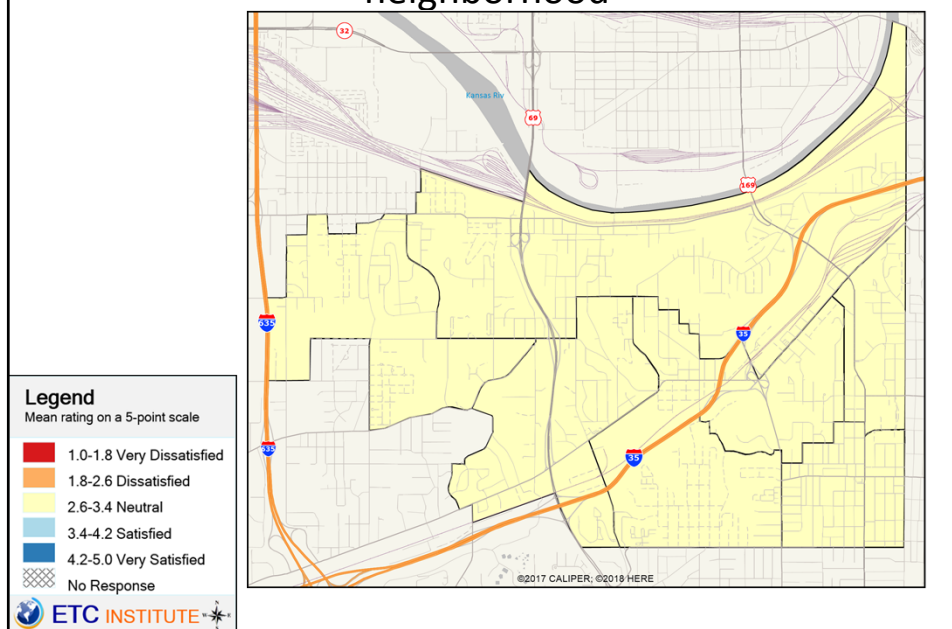 neighborhood
32
Kansas Riv
69
169
635
35
635
35
Legend
Mean rating on a 5-point scale
1.0-1.8 Very Dissatisfied
1.8-2.6 Dissatisfied
2.6-3.4 Neutral
3.4-4.2 Satisfied
4.2-5.0 Very Satisfied
No Response
©2017 CALIPER; ©2018 HERE
ETC INSTITUTE